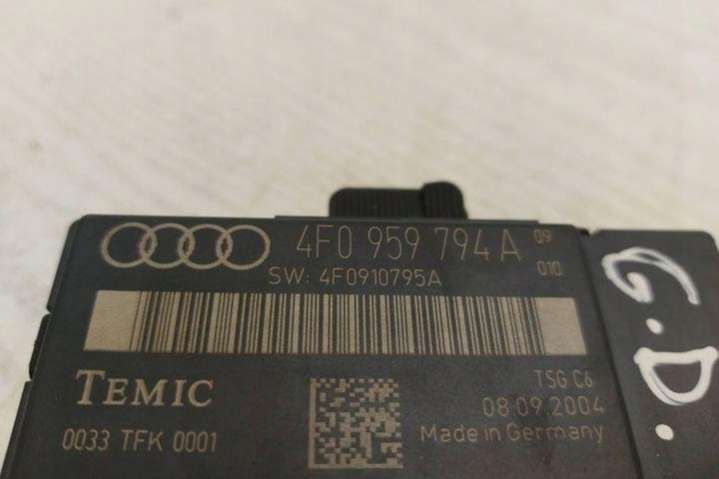 4F0 959 794 A 09
010
SW: 4F0910795A
TEMIC
TSG C6
08.09.2004
0033 TFK 0001
Made in Germany
G.D.